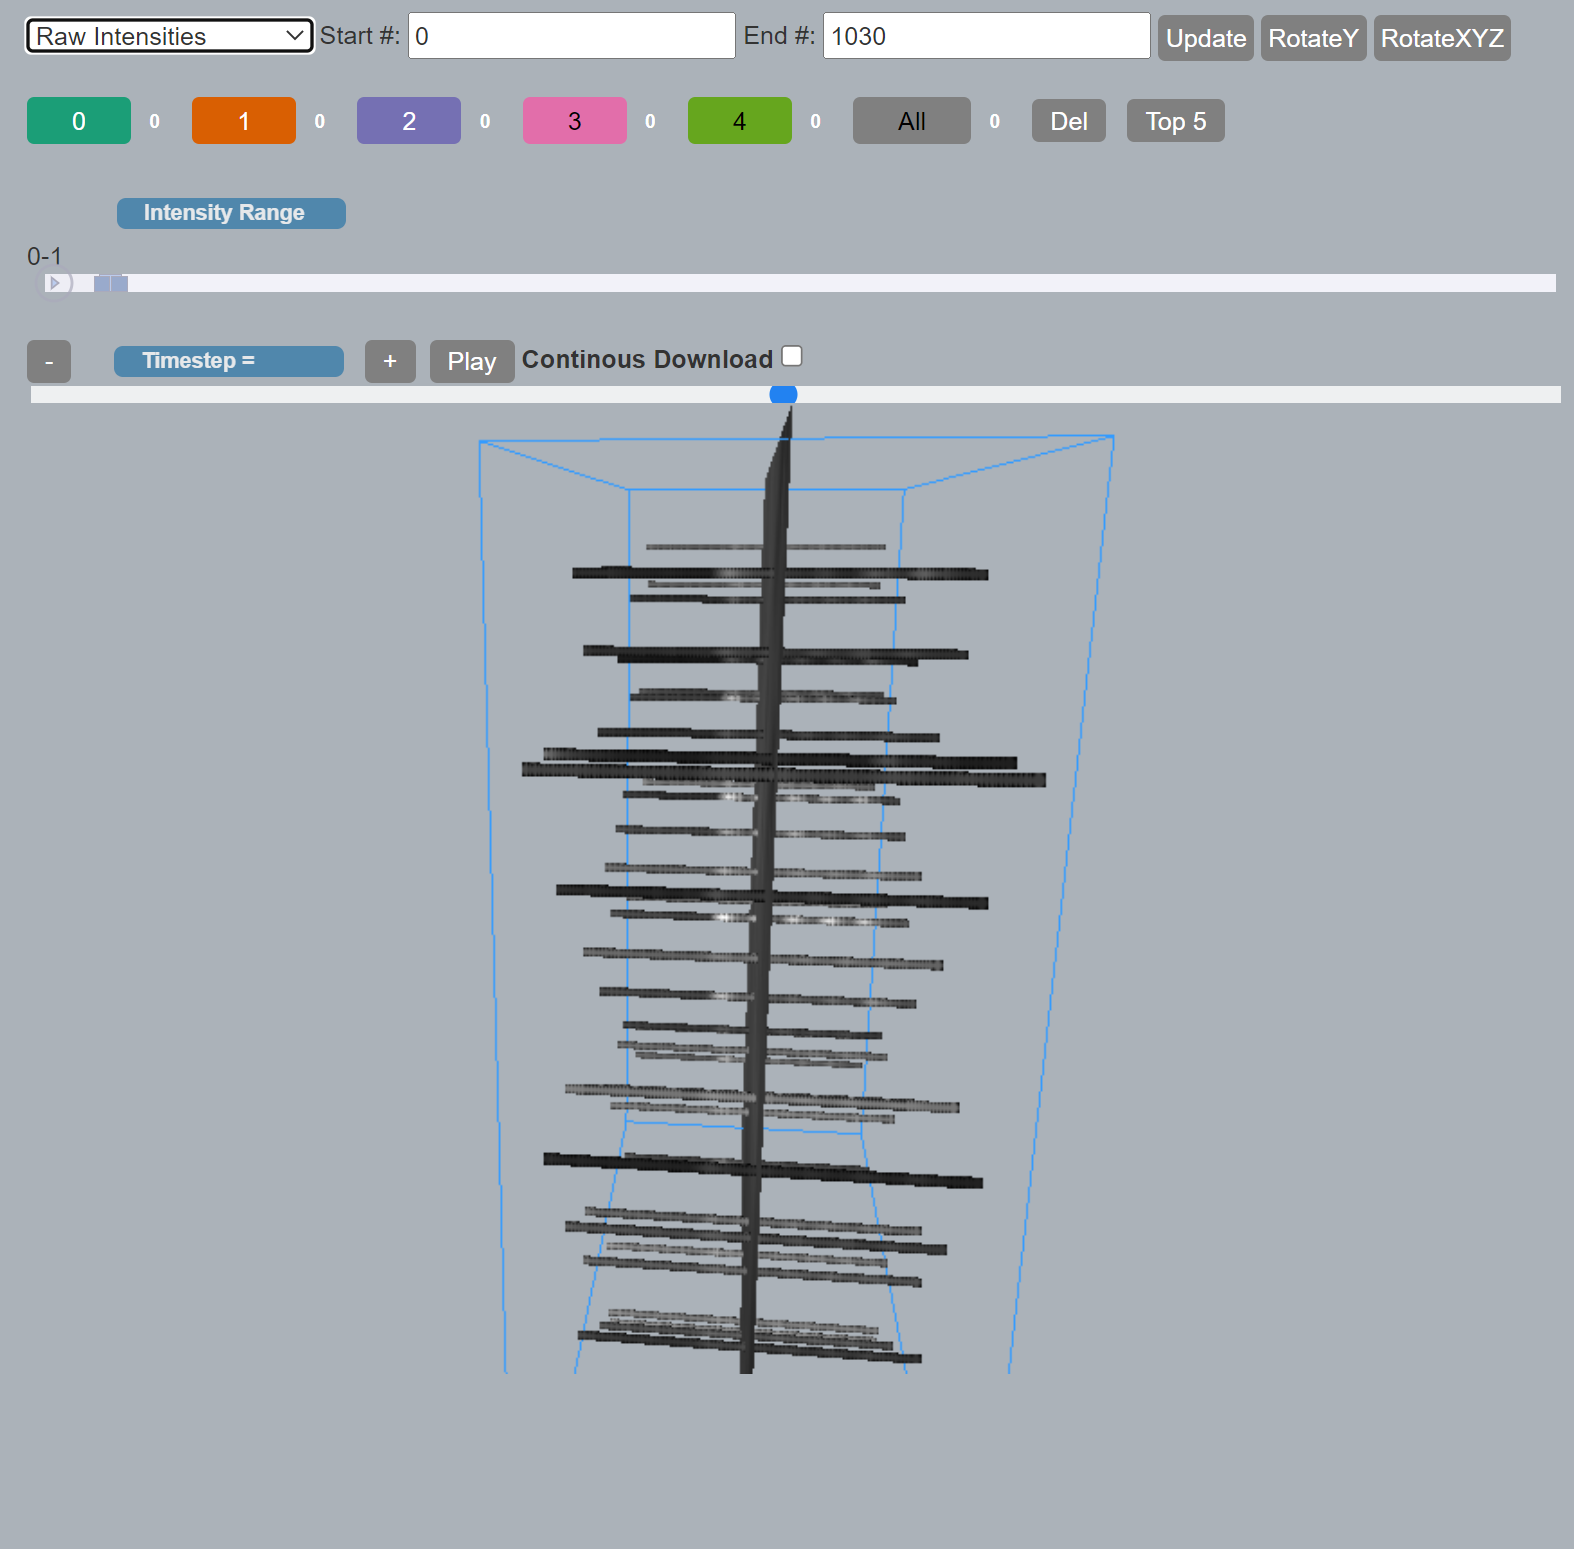 Raw Intensities Start #: 0 End #: 1030 Update RotateY RotateXYZ
0 0 1 0 2 0 3 0 4 0 All 0 Del Top 5
Intensity Range
0-1
- Timestep = + Play Continous Download